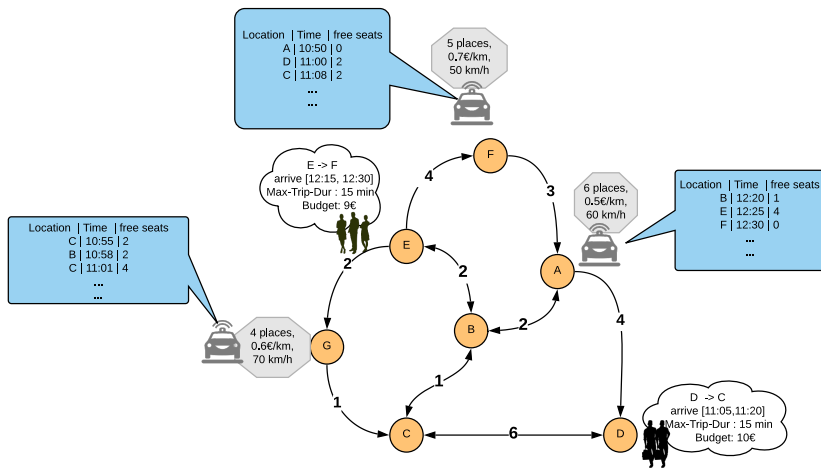 Location | Time | free seats
A | 10:50 | 0
D | 11:00 | 2
C | 11:08 | 2
...
...
5 places,
0.7€/km,
50 km/h
E -> F
arrive [12:15, 12:30]
Max-Trip-Dur : 15 min
Budget: 9€
F
4
3
6 places,
0.5€/km,
60 km/h
Location | Time | free seats
B | 12:20 | 1
E | 12:25 | 4
F | 12:30 | 0
...
...
Location | Time | free seats
C | 10:55 | 2
B | 10:58 | 2
C | 11:01 | 4
...
...
E
2
2
A
4 places,
0.6€/km,
70 km/h
G
B
2
4
1
1
C
6
D
D -> C
arrive [11:05,11:20]
Max-Trip-Dur : 15 min
Budget: 10€